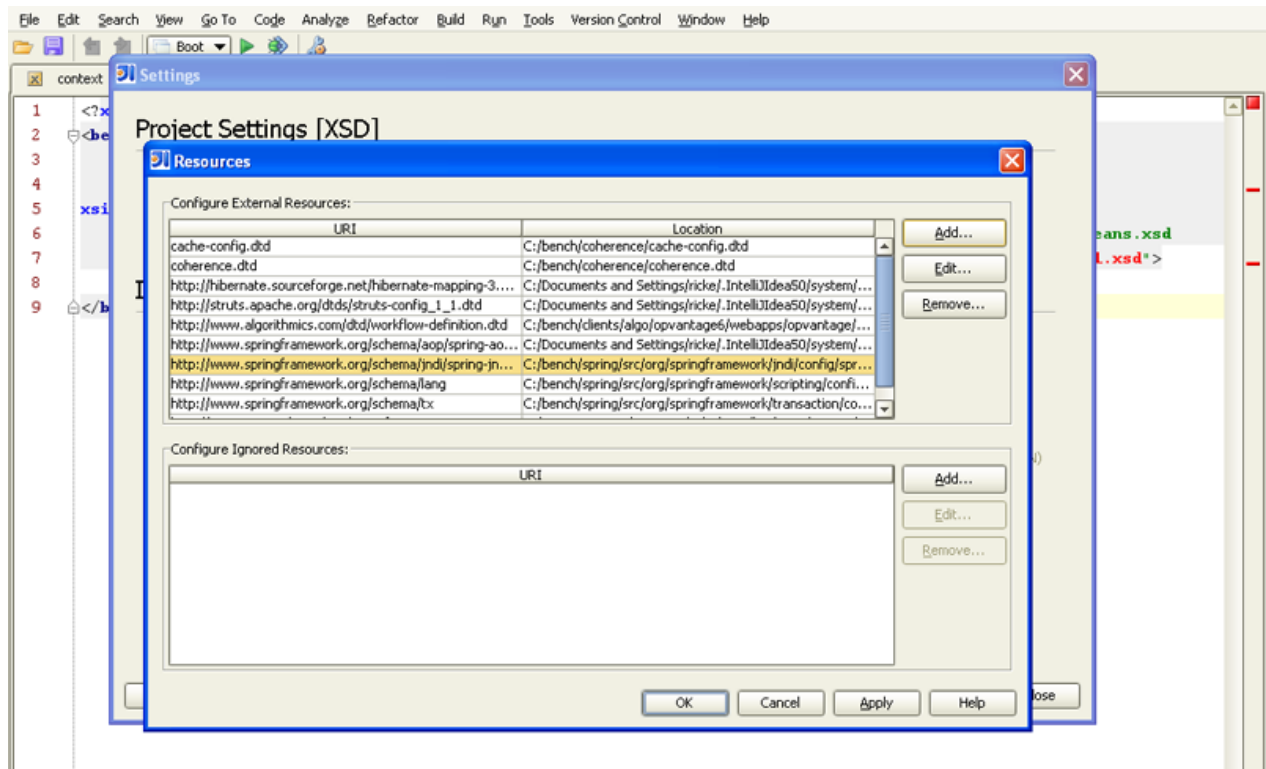 File Edit Search View Go To Code Analyze Refactor Build Run Tools Version Control Window Help
Boot
context
Settings
1 <?x
2 <be
Project Settings [XSD]
3
Resources
4
5 xsi
Configure External Resources:
URI Location
Add...
6 eans.xsd
cache-config.dtd C:/bench/coherence/cache-config.dtd
7 l.xsd">
coherence.dtd C:/bench/coherence/coherence.dtd
Edit...
8
http://hibernate.sourceforge.net/hibernate-mapping-3.... C:/Documents and Settings/ricke/.IntelliJIdea50/system/...
http://struts.apache.org/dtds/struts-config_1_1.dtd C:/Documents and Settings/ricke/.IntelliJIdea50/system/...
Remove...
9 </b
http://www.algorithmics.com/dtd/workflow-definition.dtd C:/bench/clients/algo/opvantage6/webapps/opvantage/...
http://www.springframework.org/schema/aop/spring-ao... C:/Documents and Settings/ricke/.IntelliJIdea50/system/...
http://www.springframework.org/schema/jndi/spring-jn... C:/bench/spring/src/org/springframework/jndi/config/spr...
http://www.springframework.org/schema/lang C:/bench/spring/src/org/springframework/scripting/confi...
http://www.springframework.org/schema/tx C:/bench/spring/src/org/springframework/transaction/co...
Configure Ignored Resources:
URI
Add...
Edit...
Remove...
OK Cancel Apply Help
lose